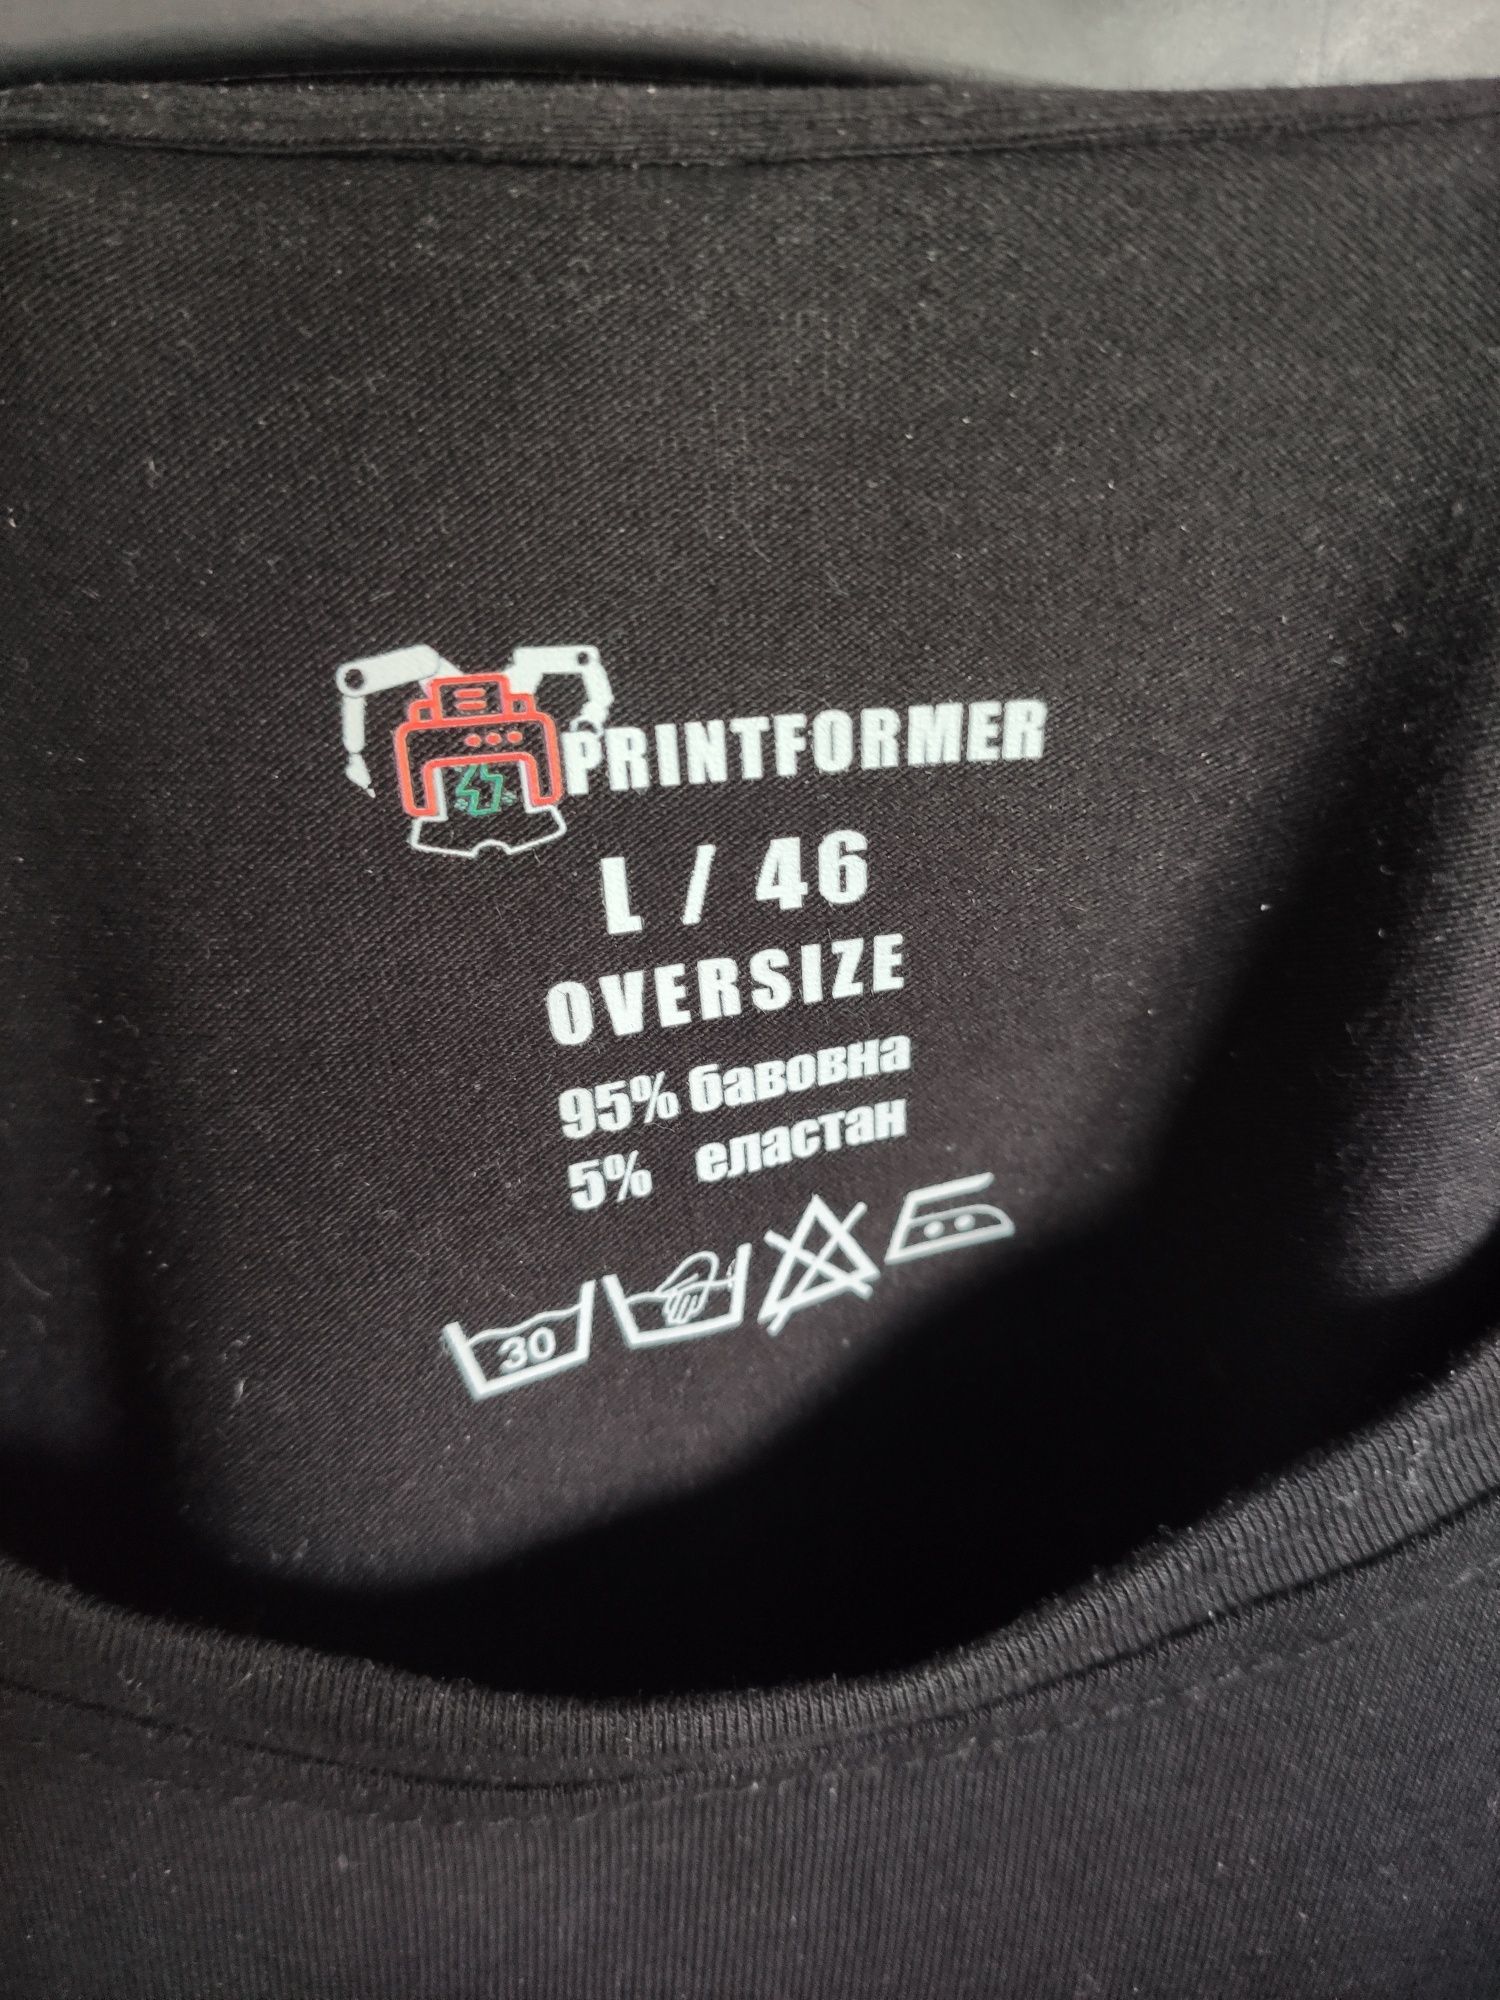 PRINTFORMER
L / 46
OVERSIZE
95% бавовна
5% еластан
30